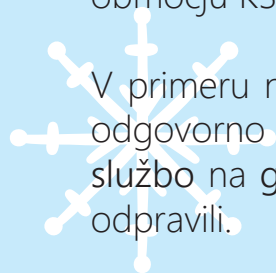 območju KS
V primeru n
odgovorno
službo na g
odpravili.